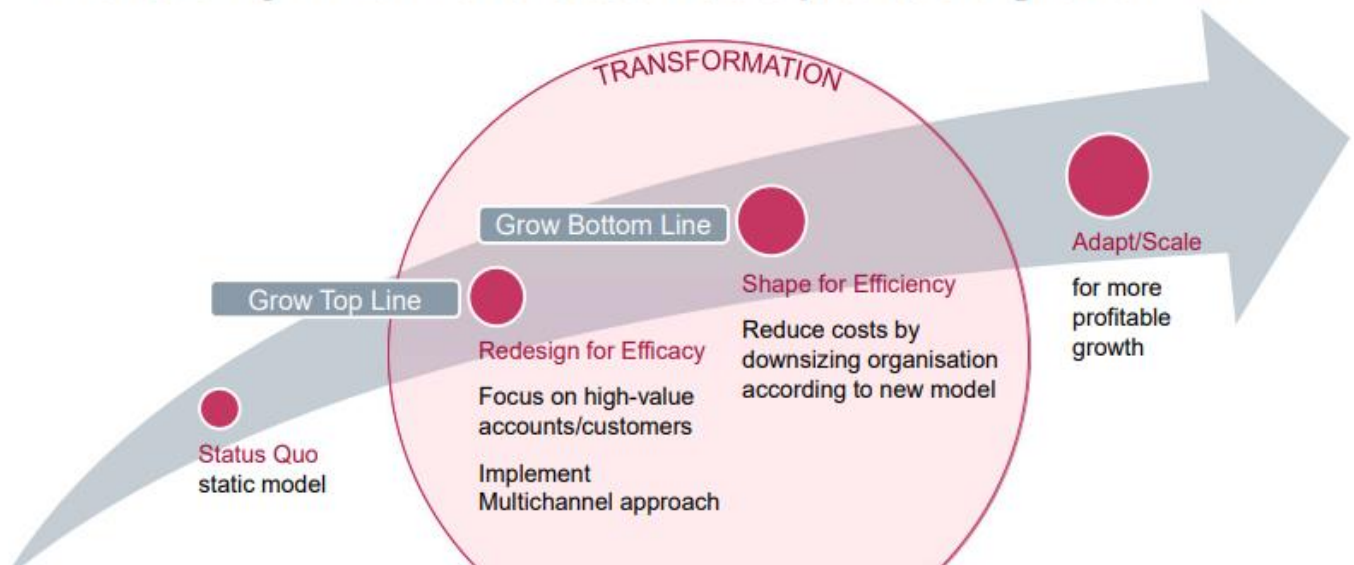 TRANSFORMATION
Grow Bottom Line
Grow Top Line
Adapt/Scale
for more
profitable
growth
Shape for Efficiency
Reduce costs by
downsizing organisation
according to new model
Redesign for Efficacy
Focus on high-value
accounts/customers
Implement
Multichannel approach
Status Quo
static model